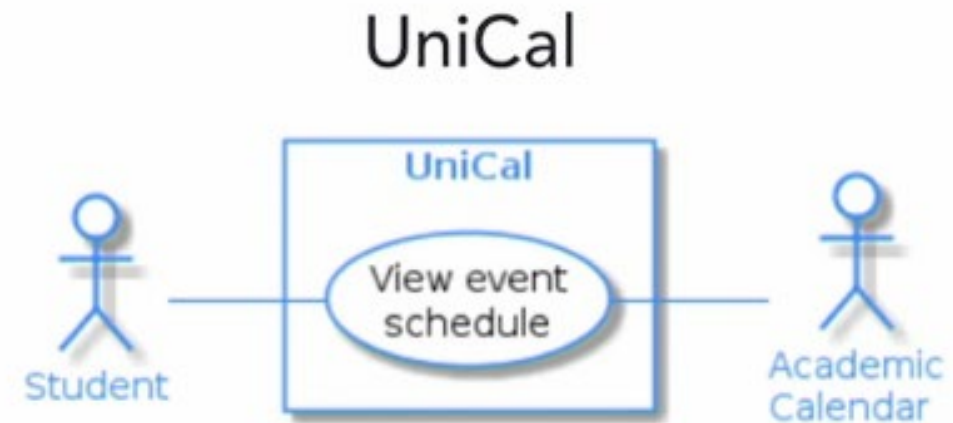 UniCal
UniCal
View event
schedule
Student
Academic
Calendar